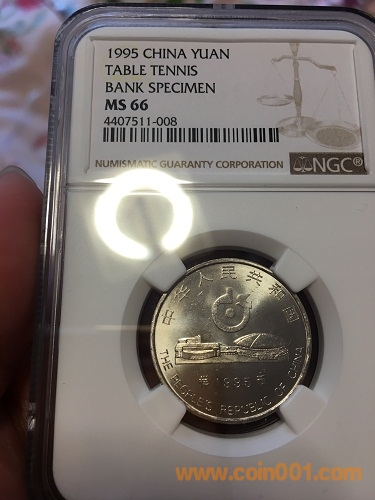 1995 CHINA YUAN
TABLE TENNIS
BANK SPECIMEN
MS 66
4407511-008
NUMISMATIC GUARANTY CORPORATION
NGC
中华人民共和国
1995
THE PEOPLE'S REPUBLIC OF CHINA
www.coin001.com